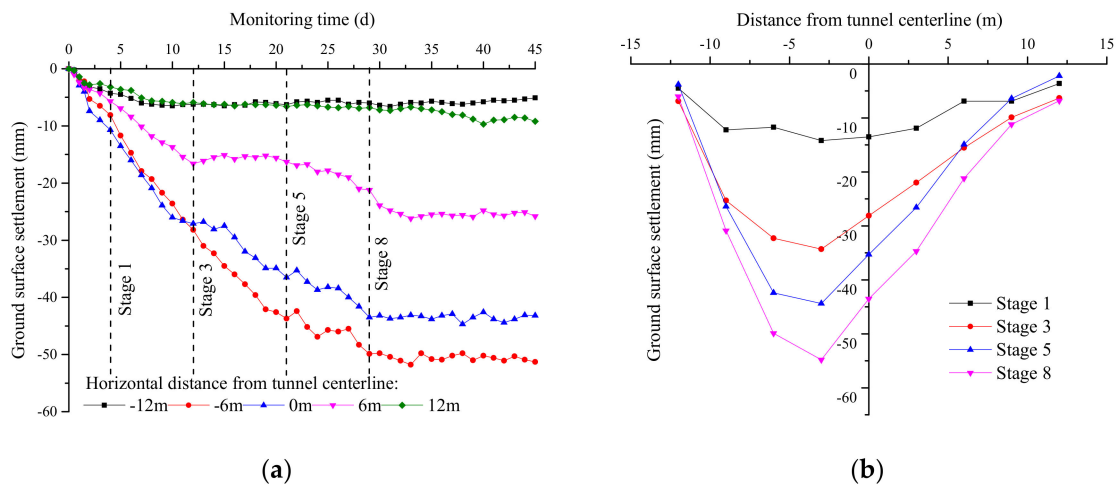 Monitoring time (d)
0 5 10 15 20 25 30 35 40 45
Ground surface settlement (mm)
0
-10
-20
-30
-40
-50
-60
Stage 1
Stage 3
Stage 5
Stage 8
Horizontal distance from tunnel centerline:
-12m -6m 0m 6m 12m
(a)
Distance from tunnel centerline (m)
-15 -10 -5 0 5 10 15
Ground surface settlement (mm)
0
-10
-20
-30
-40
-50
-60
Stage 1
Stage 3
Stage 5
Stage 8
(b)